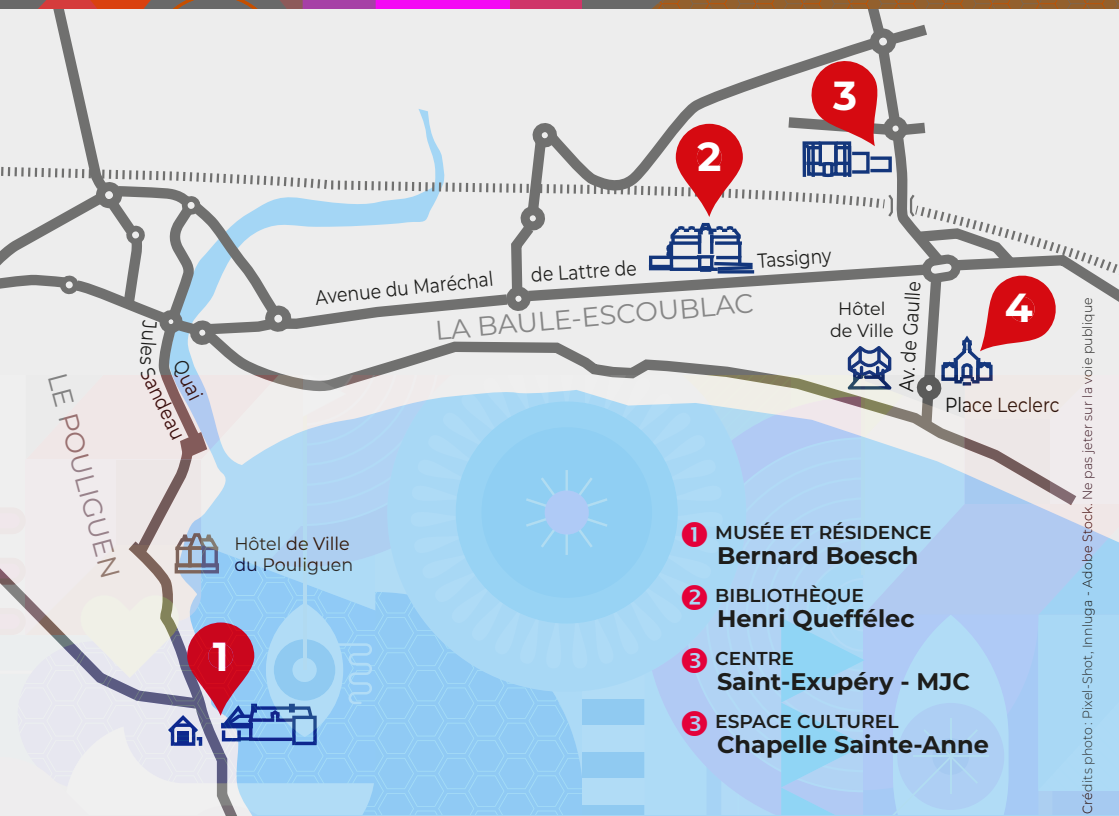 3
2
Avenue du Maréchal
de Lattre de
Tassigny
LA BAULE-ESCOUBLAC
Hôtel
de Ville
Av. de Gaulle
4
Place Leclerc
Quai
Jules Sandeau
LE POULIGUEN
Hôtel de Ville
du Pouliguen
1
1 MUSÉE ET RÉSIDENCE
Bernard Boesch
2 BIBLIOTHÈQUE
Henri Queffélec
3 CENTRE
Saint-Exupéry - MJC
3 ESPACE CULTUREL
Chapelle Sainte-Anne
Crédits photo : Pixel-Shot, Innluga - Adobe Stock. Ne pas jeter sur la voie publique